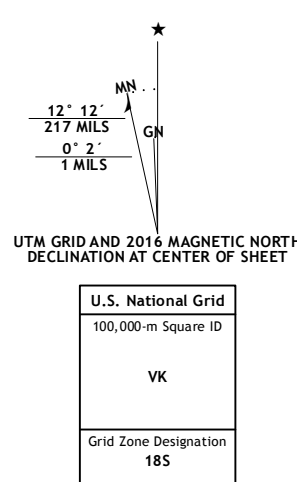 ★
MN
GN
12° 12´
217 MILS
0° 2´
1 MILS
UTM GRID AND 2016 MAGNETIC NORTH
DECLINATION AT CENTER OF SHEET
U.S. National Grid
100,000-m Square ID
VK
Grid Zone Designation
18S